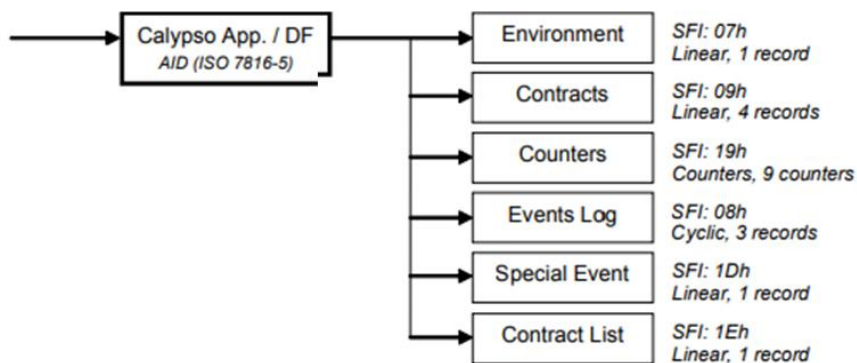 Calypso App. / DF
AID (ISO 7816-5)
Environment
SFI: 07h
Linear, 1 record
Contracts
SFI: 09h
Linear, 4 records
Counters
SFI: 19h
Counters, 9 counters
Events Log
SFI: 08h
Cyclic, 3 records
Special Event
SFI: 1Dh
Linear, 1 record
Contract List
SFI: 1Eh
Linear, 1 record